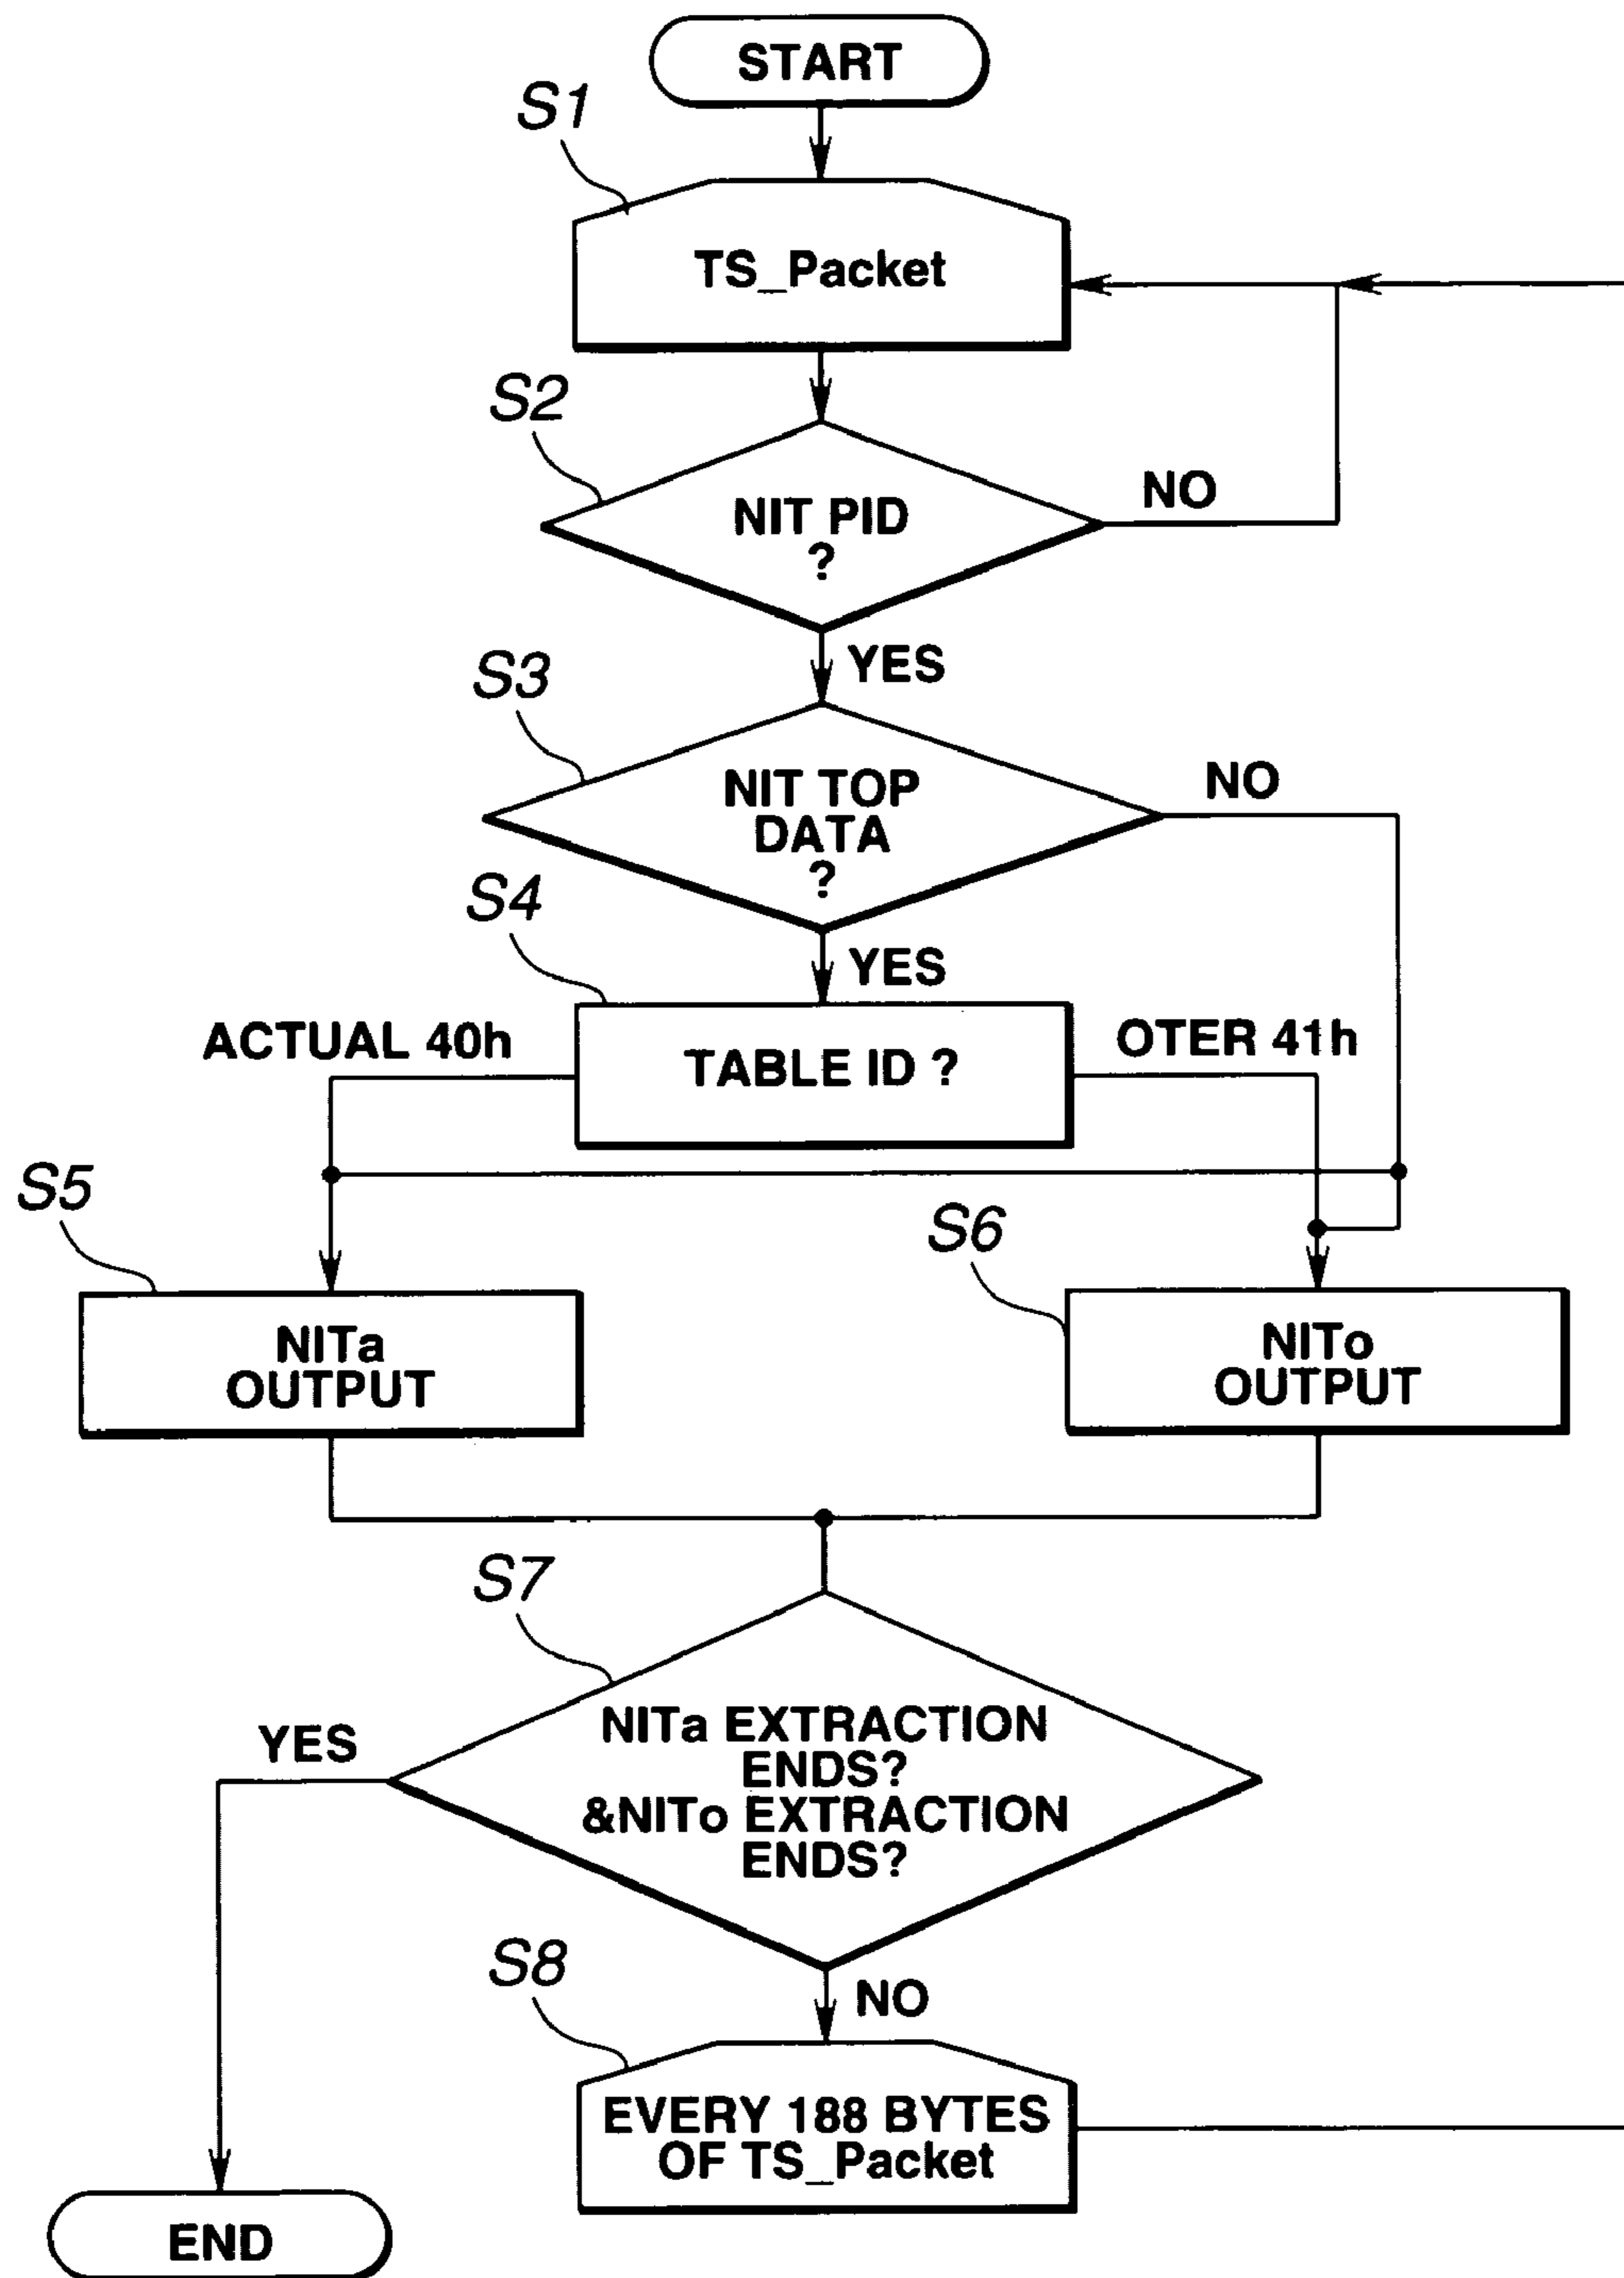 START
S1
TS_Packet
S2
NIT PID
?
NO
YES
S3
NIT TOP
DATA
?
NO
YES
S4
TABLE ID ?
ACTUAL 40h
OTER 41h
S5
NITa
OUTPUT
S6
NITo
OUTPUT
S7
NITa EXTRACTION
ENDS?
&NITo EXTRACTION
ENDS?
YES
NO
S8
EVERY 188 BYTES
OF TS_Packet
END